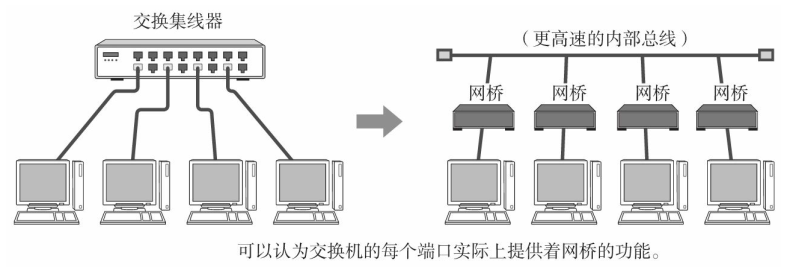 交换集线器
（更高速的内部总线）
网桥 网桥 网桥 网桥
可以认为交换机的每个端口实际上提供着网桥的功能。